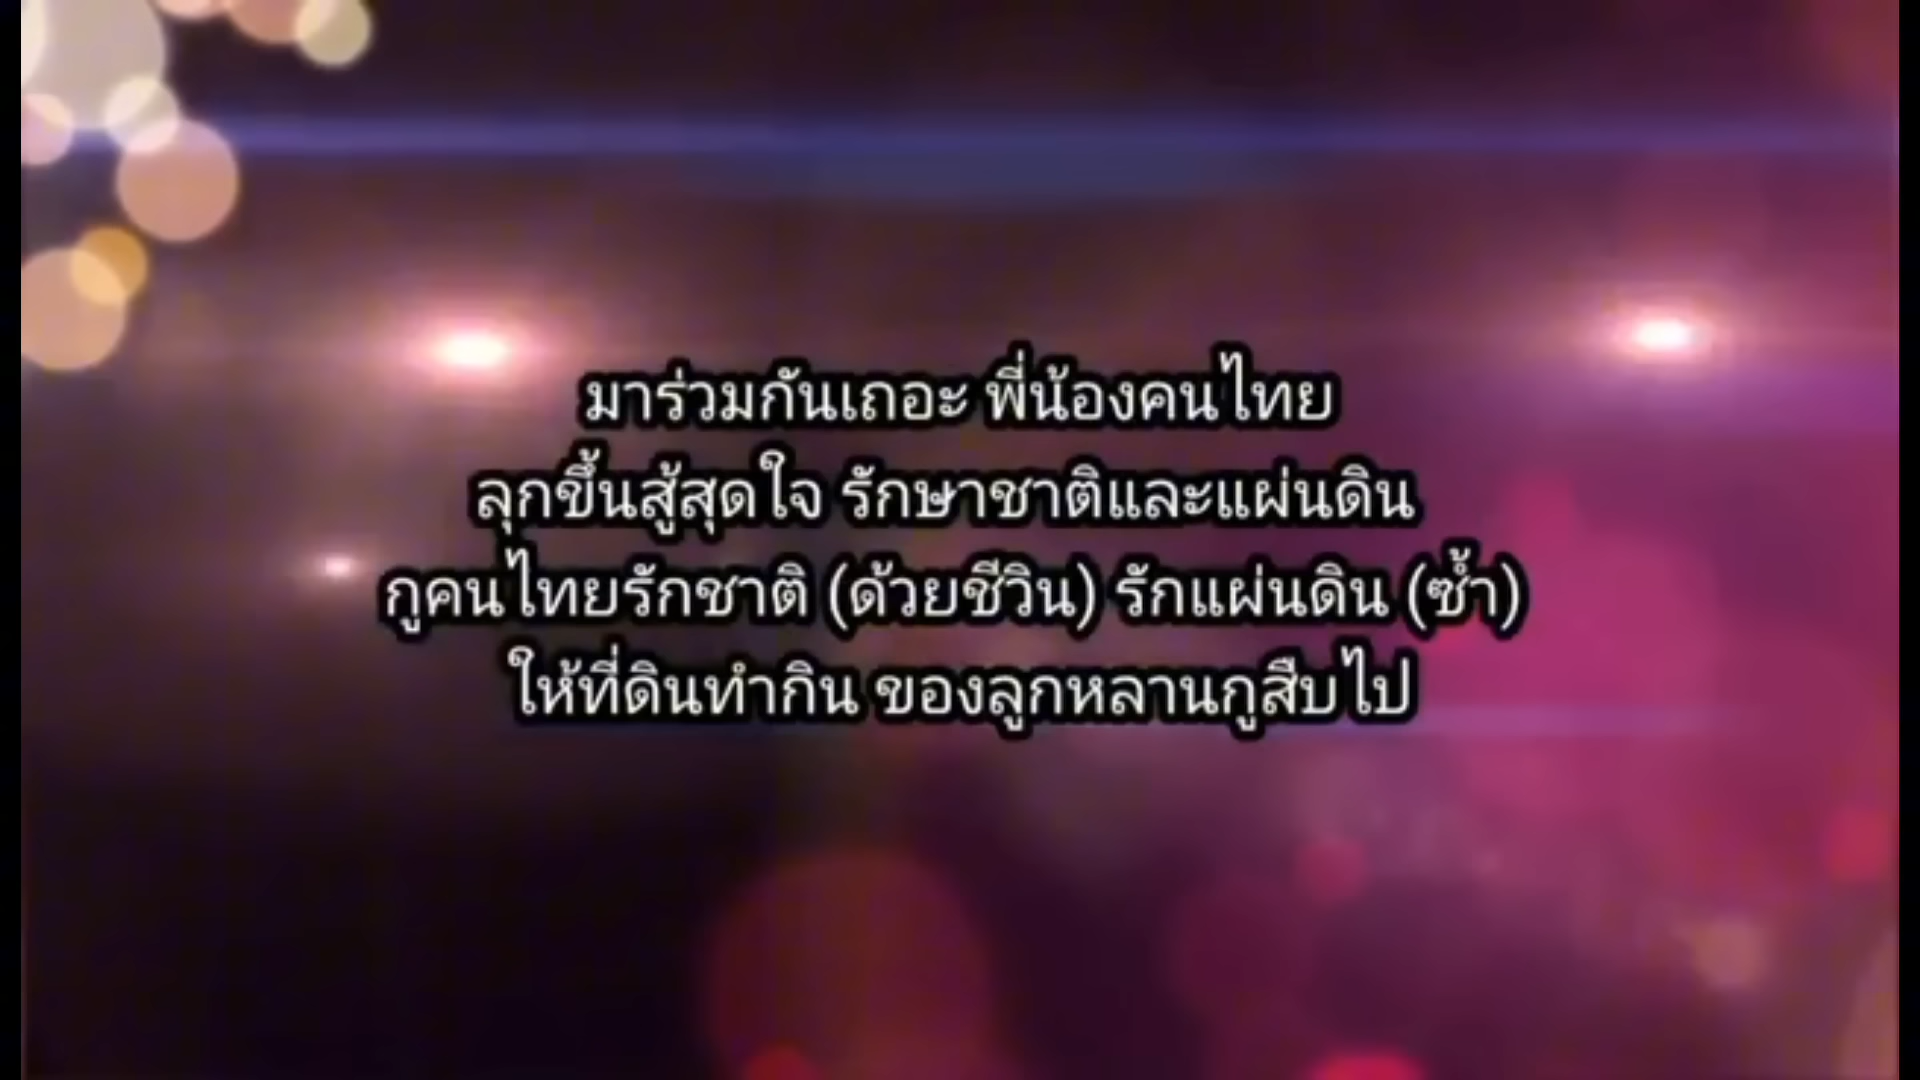 มาร่วมกันเถอะ พี่น้องคนไทย
ลุกขึ้นสู้สุดใจ รักษาชาติและแผ่นดิน
กูคนไทยรักชาติ (ด้วยชีวิน) รักแผ่นดิน (ซ้ำ)
ให้ที่ดินทำกิน ของลูกหลานกูสืบไป